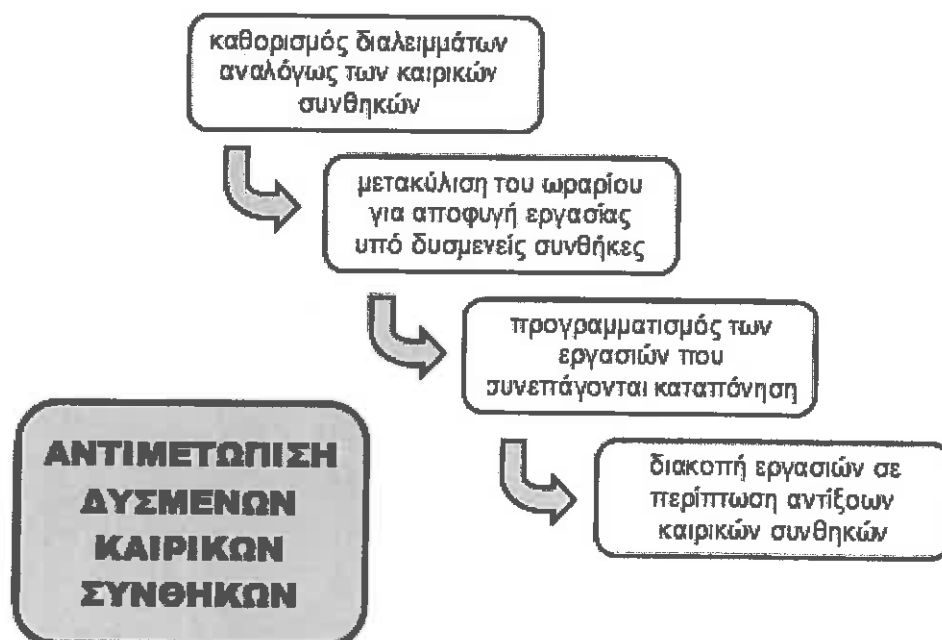 καθορισμός διαλειμμάτων
αναλόγως των καιρικών
συνθηκών
μετακύλιση του ωραρίου
για αποφυγή εργασίας
υπό δυσμενείς συνθήκες
προγραμματισμός των
εργασιών που
συνεπάγονται καταπόνηση
διακοπή εργασιών σε
περίπτωση αντίξοων
καιρικών συνθηκών
ΑΝΤΙΜΕΤΩΠΙΣΗ
ΔΥΣΜΕΝΩΝ
ΚΑΙΡΙΚΩΝ
ΣΥΝΘΗΚΩΝ